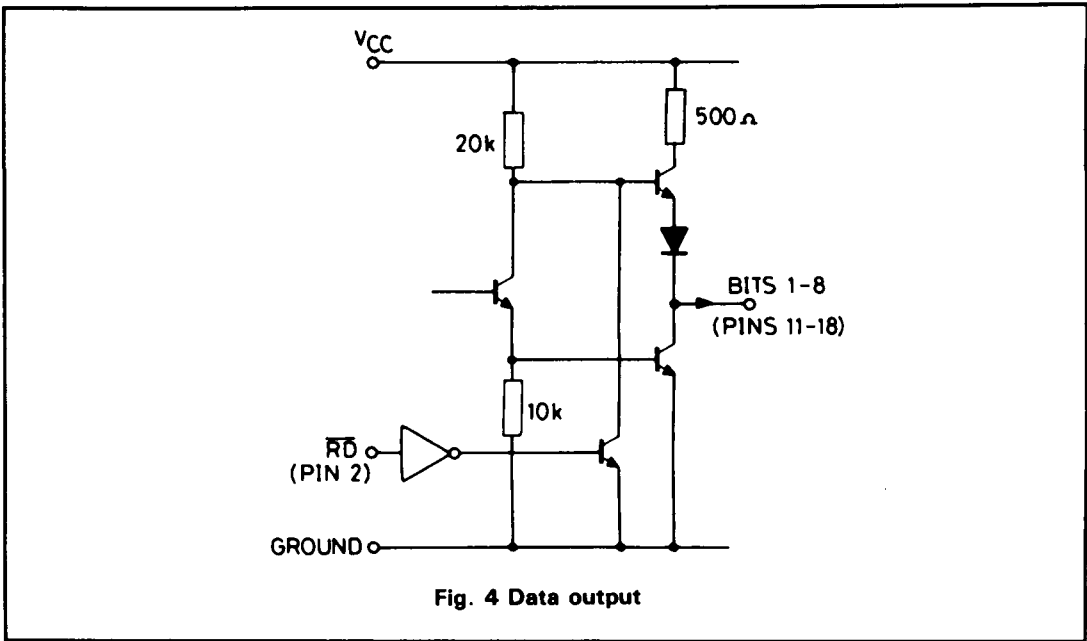 VCC
500Ω
20k
BITS 1-8
(PINS 11-18)
10k
RD
(PIN 2)
GROUND
Fig. 4 Data output